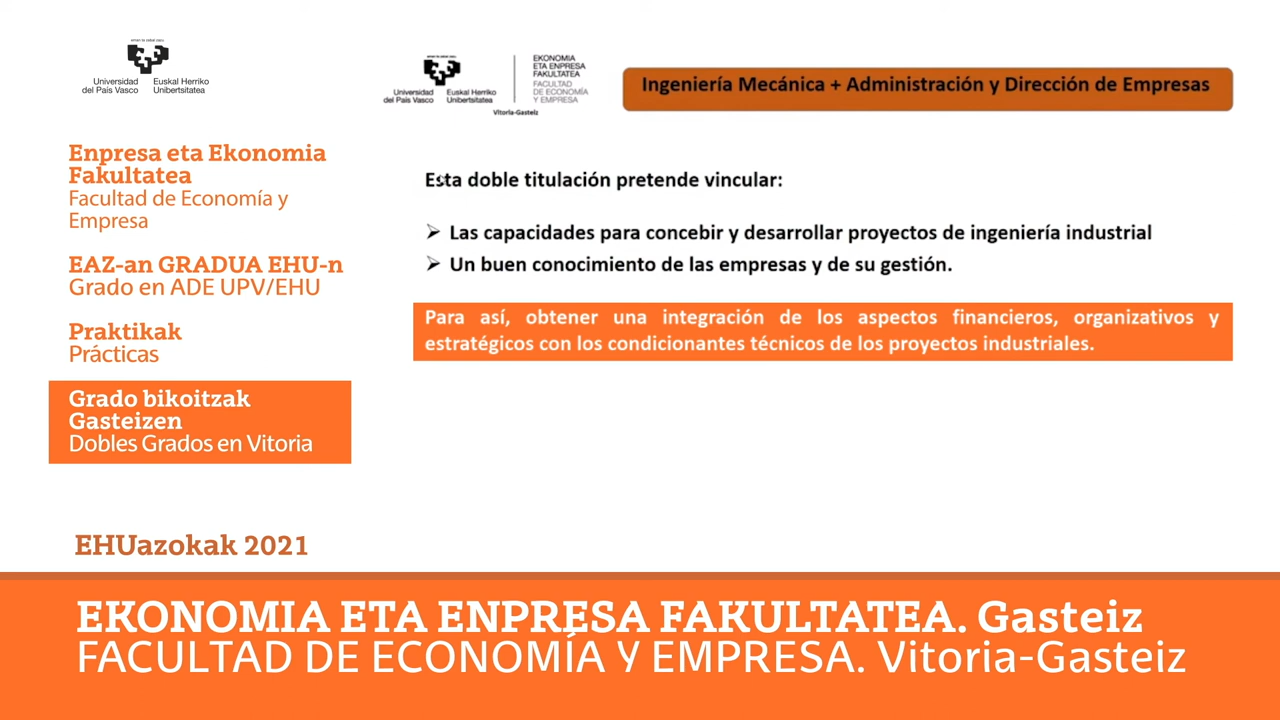 Universidad
del País Vasco
Euskal Herriko
Unibertsitatea
Enpresa eta Ekonomia
Fakultatea
Facultad de Economía y
Empresa
EAZ-an GRADUA EHU-n
Grado en ADE UPV/EHU
Praktikak
Prácticas
Grado bikoitzak
Gasteizen
Dobles Grados en Vitoria
EHUazokak 2021
Universidad
del País Vasco
Euskal Herriko
Unibertsitatea
EKONOMIA
ETA ENPRESA
FAKULTATEA
FACULTAD
DE ECONOMÍA
Y EMPRESA
Vitoria-Gasteiz
Ingeniería Mecánica + Administración y Dirección de Empresas
Esta doble titulación pretende vincular:
Las capacidades para concebir y desarrollar proyectos de ingeniería industrial
Un buen conocimiento de las empresas y de su gestión.
Para así, obtener una integración de los aspectos financieros, organizativos y
estratégicos con los condicionantes técnicos de los proyectos industriales.
EKONOMIA ETA ENPRESA FAKULTATEA. Gasteiz
FACULTAD DE ECONOMÍA Y EMPRESA. Vitoria-Gasteiz